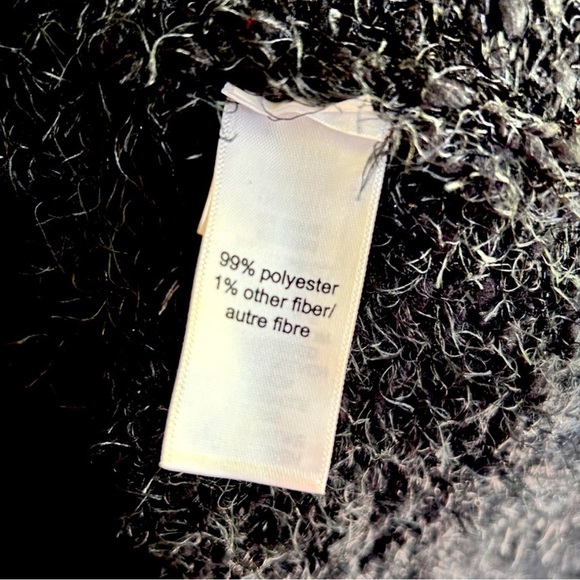 99% polyester
1% other fiber/
autre fibre